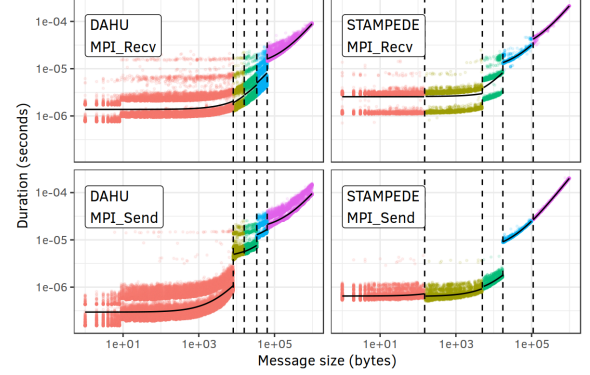 DAHU
MPI_Recv
STAMPEDE
MPI_Recv
1e-04
1e-05
1e-06
DAHU
MPI_Send
STAMPEDE
MPI_Send
1e-04
1e-05
1e-06
Duration (seconds)
1e+01
1e+03
1e+05
1e+01
1e+03
1e+05
Message size (bytes)